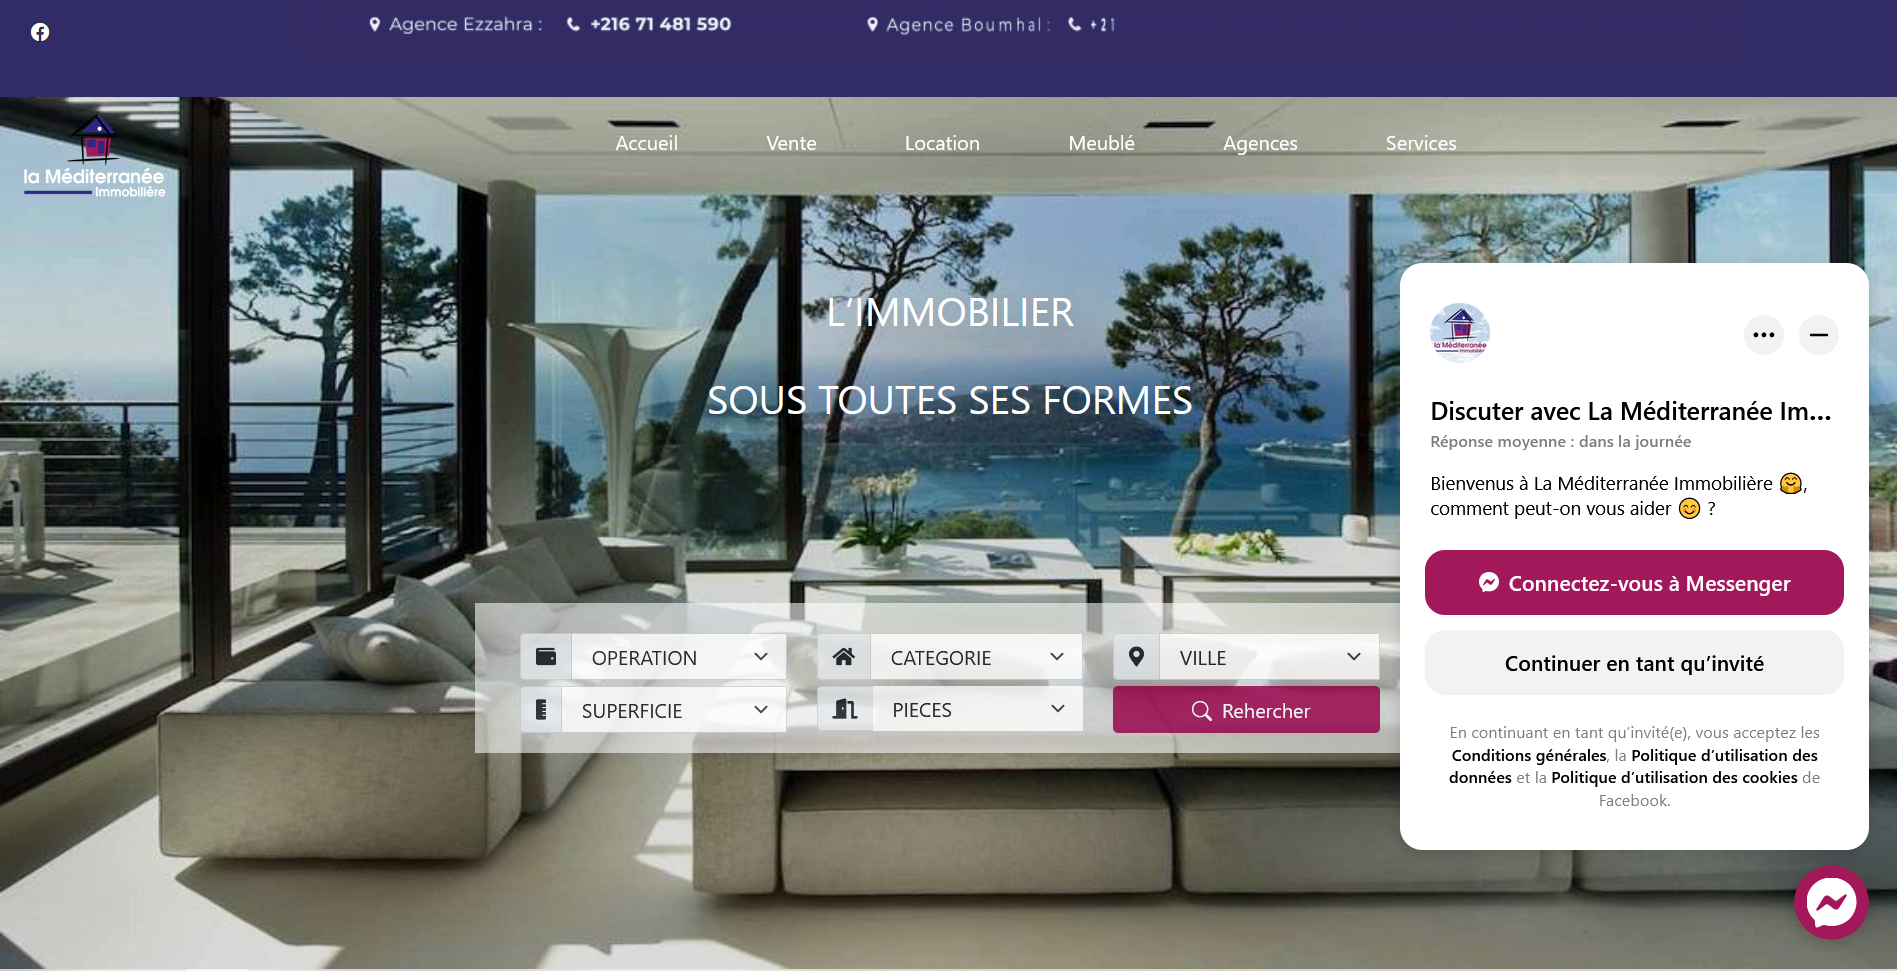 Agence Ezzahra : +216 71 481 590
Agence Boumhal : +21
la Méditerranée
Immobilière
Accueil
Vente
Location
Meublé
Agences
Services
L'IMMOBILIER
SOUS TOUTES SES FORMES
OPERATION
CATEGORIE
VILLE
SUPERFICIE
PIECES
Rehercher
la Méditerranée
Immobilière
Discuter avec La Méditerranée Im...
Réponse moyenne : dans la journée
Bienvenus à La Méditerranée Immobilière 🤗,
comment peut-on vous aider 😊 ?
Connectez-vous à Messenger
Continuer en tant qu'invité
En continuant en tant qu'invité(e), vous acceptez les
Conditions générales, la Politique d'utilisation des
données et la Politique d'utilisation des cookies de
Facebook.